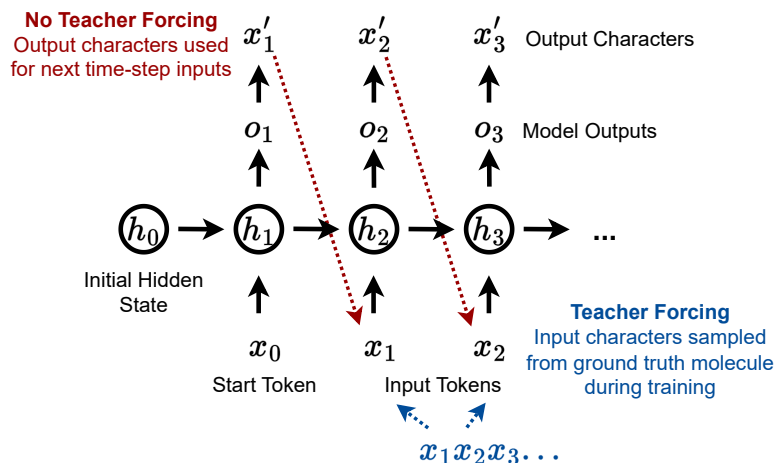 No Teacher Forcing
Output characters used
for next time-step inputs
x′₁ x′₂ x′₃ Output Characters
o₁ o₂ o₃ Model Outputs
h₀ h₁ h₂ h₃ ...
Initial Hidden
State
Teacher Forcing
Input characters sampled
from ground truth molecule
during training
x₀ x₁ x₂
Start Token Input Tokens
x₁x₂x₃...